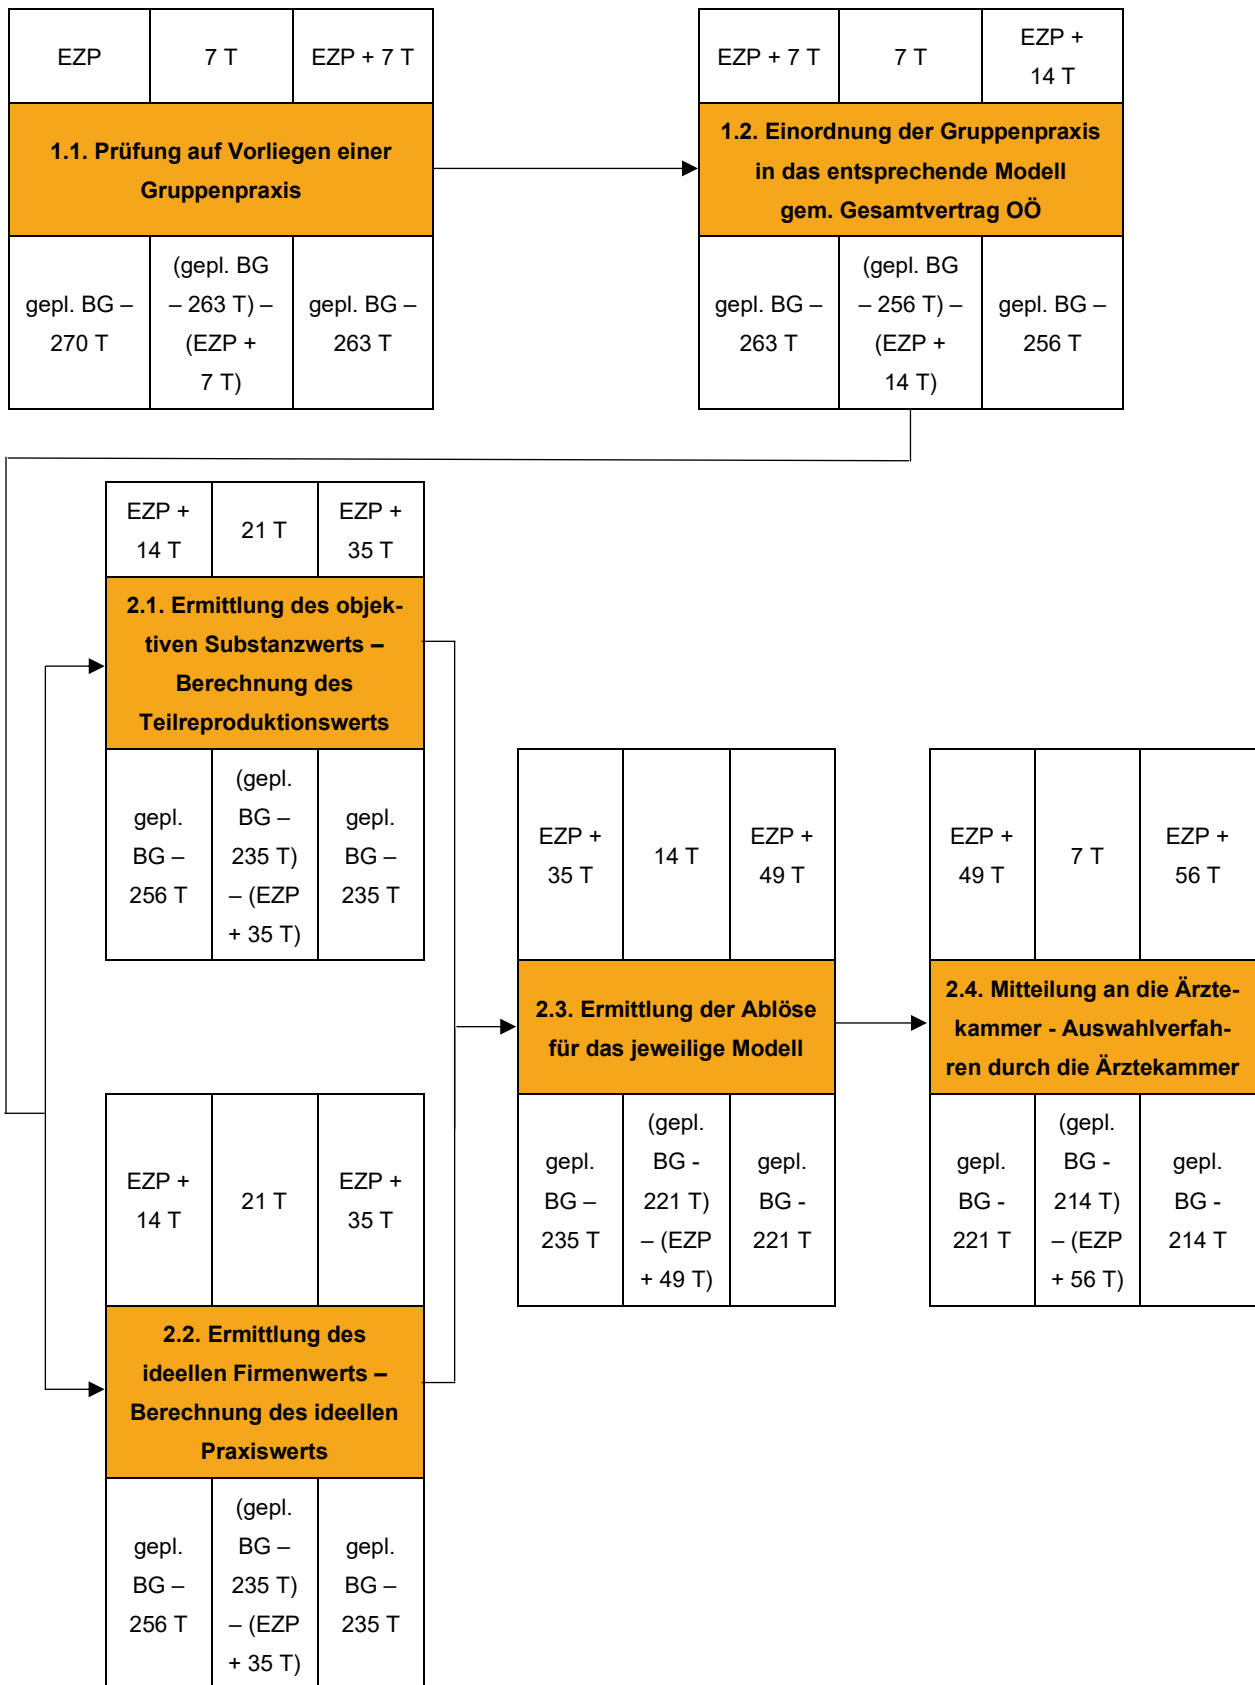 EZP
7 T
EZP + 7 T
1.1. Prüfung auf Vorliegen einer
Gruppenpraxis
gepl. BG –
270 T
(gepl. BG
– 263 T) –
(EZP +
7 T)
gepl. BG –
263 T
EZP + 7 T
7 T
EZP +
14 T
1.2. Einordnung der Gruppenpraxis
in das entsprechende Modell
gem. Gesamtvertrag OÖ
gepl. BG –
263 T
(gepl. BG
– 256 T) –
(EZP +
14 T)
gepl. BG –
256 T
EZP +
14 T
21 T
EZP +
35 T
2.1. Ermittlung des objek-
tiven Substanzwerts –
Berechnung des
Teilreproduktionswerts
gepl.
BG –
256 T
(gepl.
BG –
235 T)
– (EZP
+ 35 T)
gepl.
BG –
235 T
EZP +
14 T
21 T
EZP +
35 T
2.2. Ermittlung des
ideellen Firmenwerts –
Berechnung des ideellen
Praxiswerts
gepl.
BG –
256 T
(gepl.
BG –
235 T)
– (EZP
+ 35 T)
gepl.
BG –
235 T
EZP +
35 T
14 T
EZP +
49 T
2.3. Ermittlung der Ablöse
für das jeweilige Modell
gepl.
BG –
235 T
(gepl.
BG -
221 T)
– (EZP
+ 49 T)
gepl.
BG -
221 T
EZP +
49 T
7 T
EZP +
56 T
2.4. Mitteilung an die Ärzte-
kammer - Auswahlverfah-
ren durch die Ärztekammer
gepl.
BG -
221 T
(gepl.
BG -
214 T)
– (EZP
+ 56 T)
gepl.
BG -
214 T